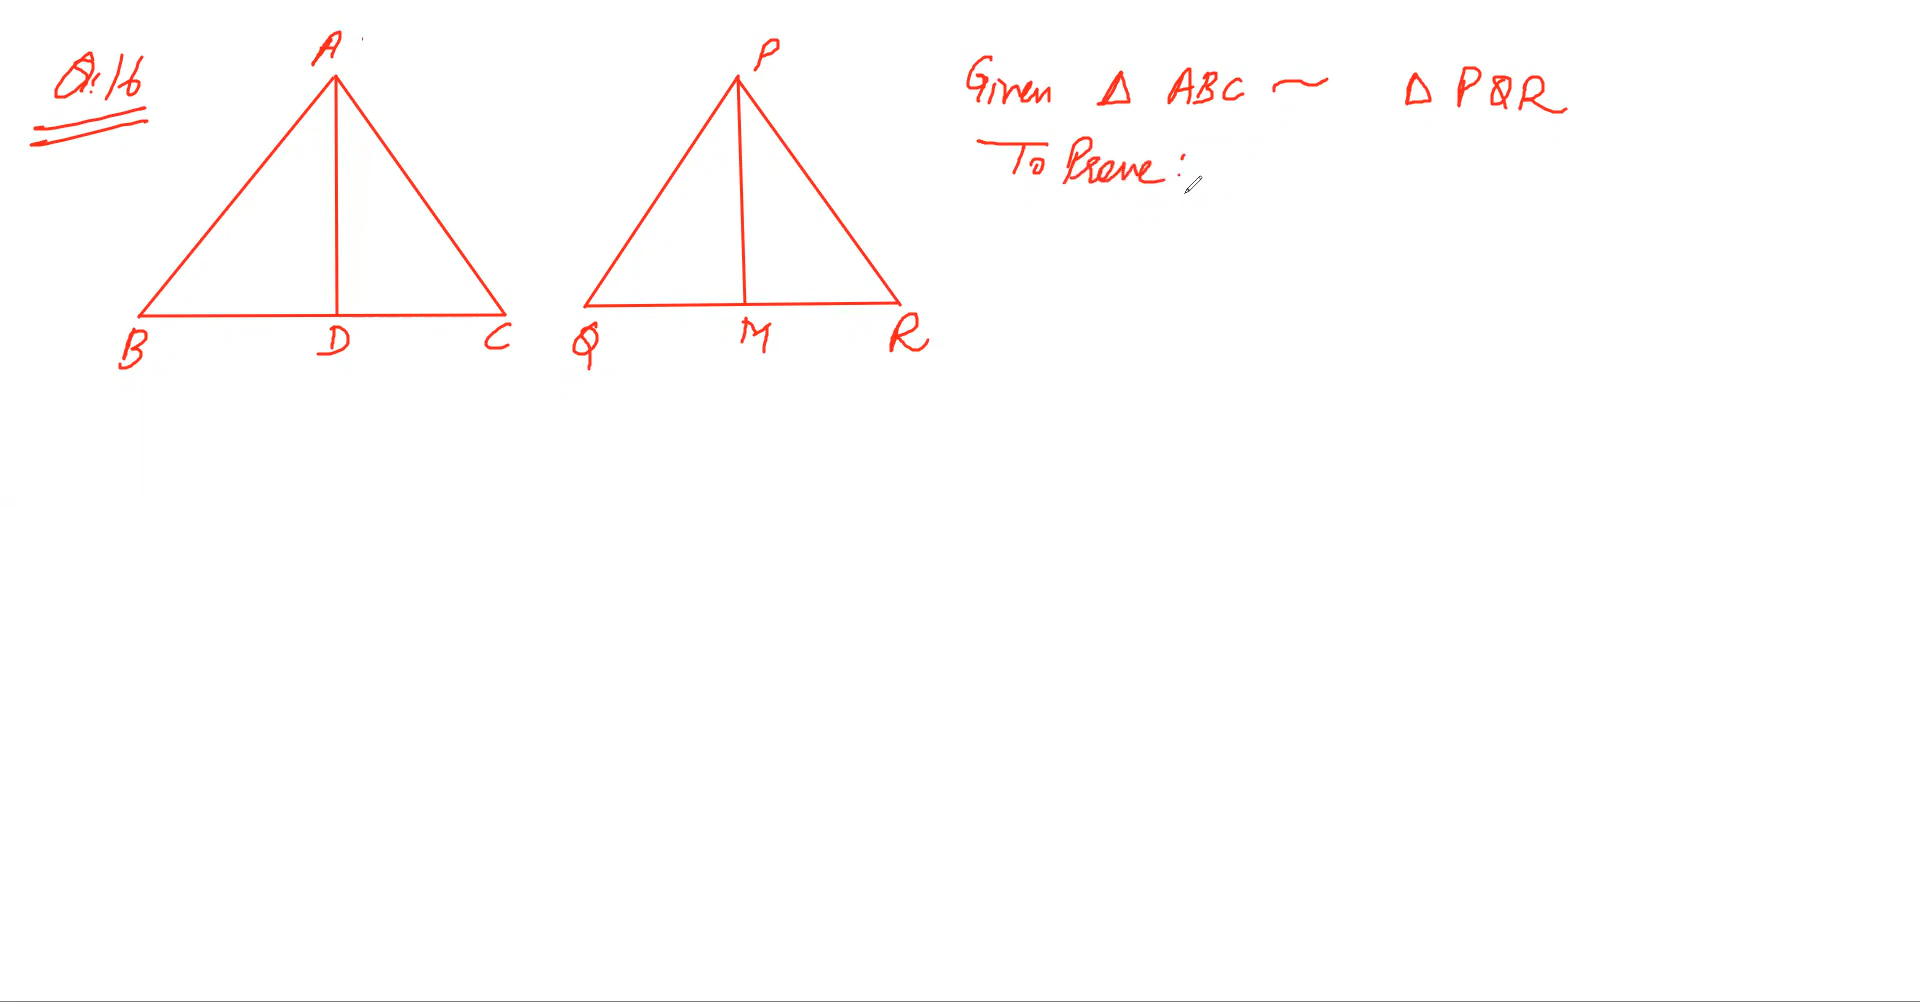 Q.16
A
B
D
C
P
Q
M
R
Given Δ ABC ~ Δ PQR
To Prove: